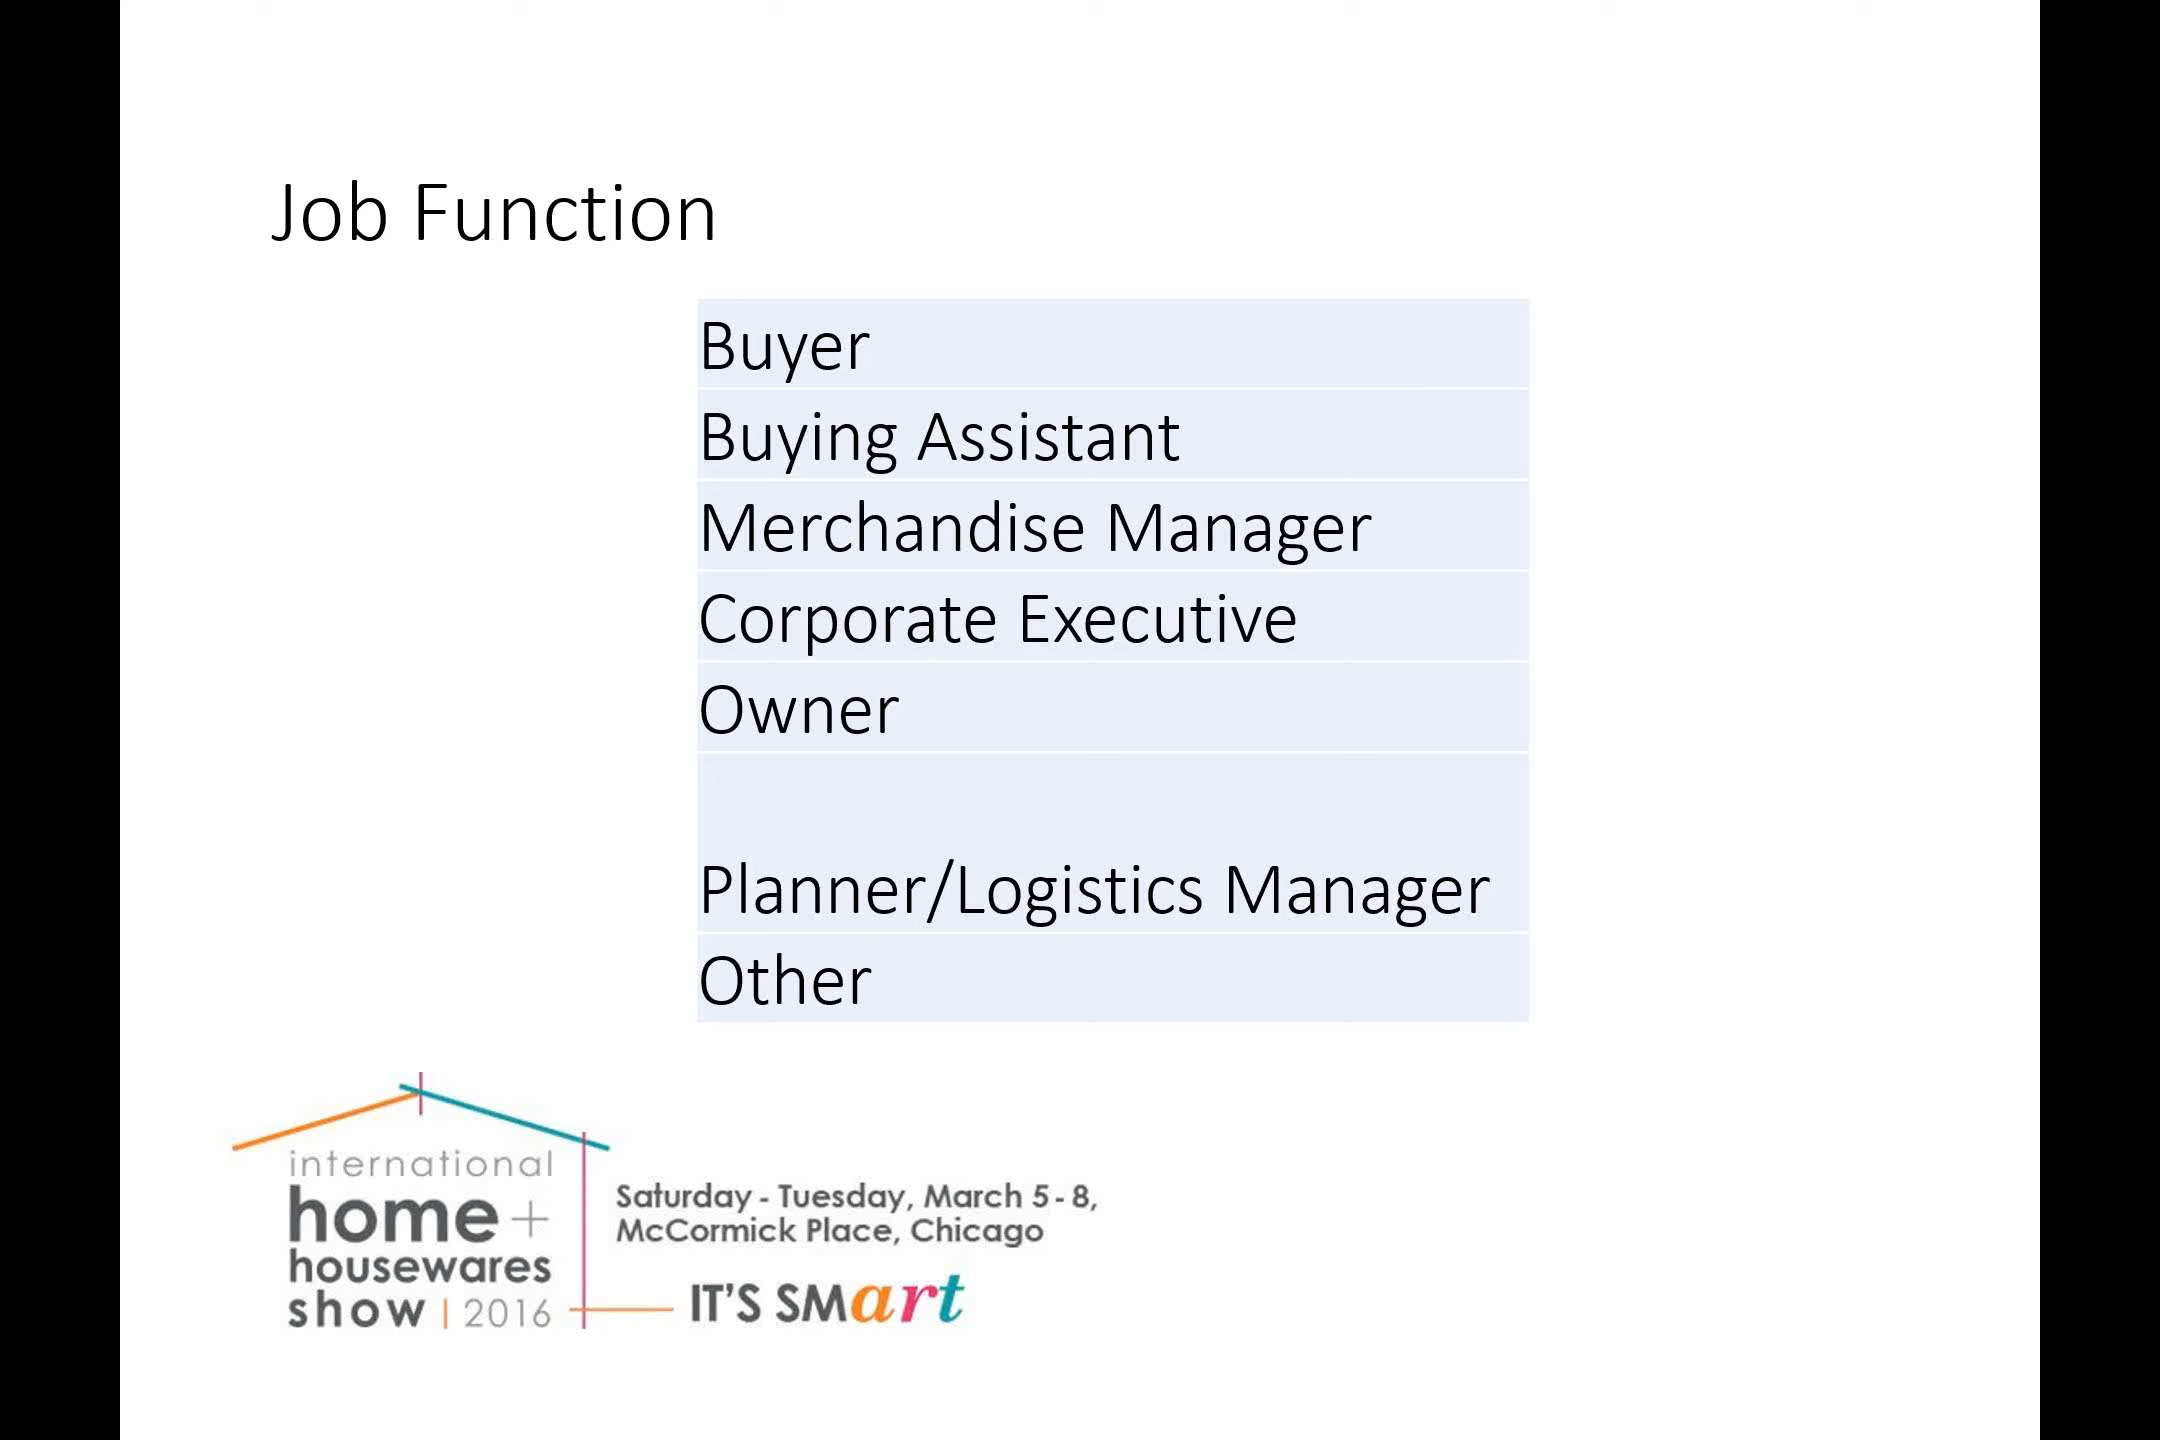 Job Function
Buyer
Buying Assistant
Merchandise Manager
Corporate Executive
Owner
Planner/Logistics Manager
Other
international
home +
housewares
show | 2016
Saturday - Tuesday, March 5 - 8,
McCormick Place, Chicago
IT'S SMart